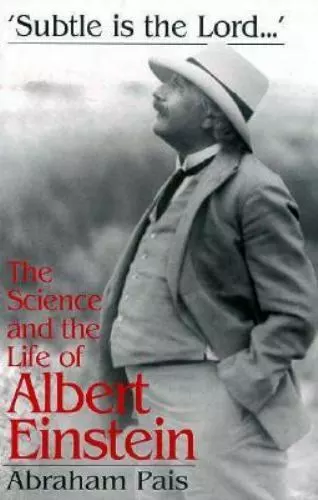 'Subtle is the Lord...'
The
Science
and the
Life of
Albert
Einstein
Abraham Pais